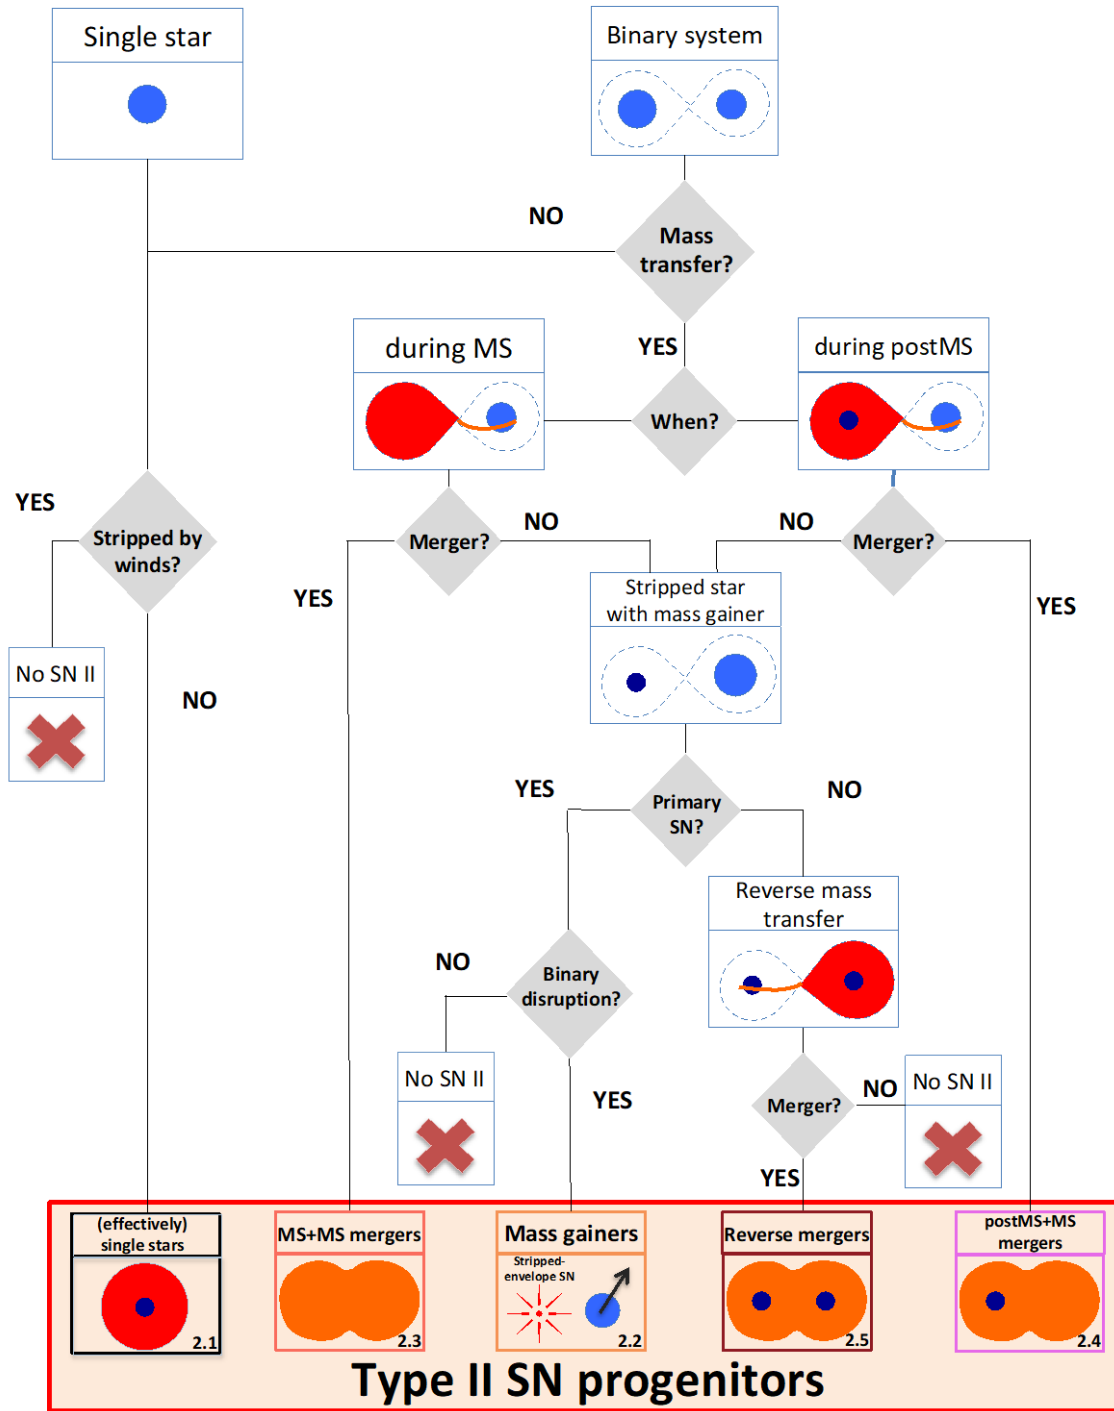 Single star
Binary system
NO
Mass
transfer?
during MS
YES
during postMS
When?
YES
Stripped by
winds?
Merger?
NO
NO
Merger?
YES
Stripped star
with mass gainer
YES
No SN II
NO
YES
Primary
SN?
NO
Reverse mass
transfer
NO
Binary
disruption?
No SN II
YES
Merger?
NO
No SN II
YES
(effectively)
single stars
2.1
MS+MS mergers
2.3
Mass gainers
Stripped-
envelope SN
2.2
Reverse mergers
2.5
postMS+MS
mergers
2.4
Type II SN progenitors